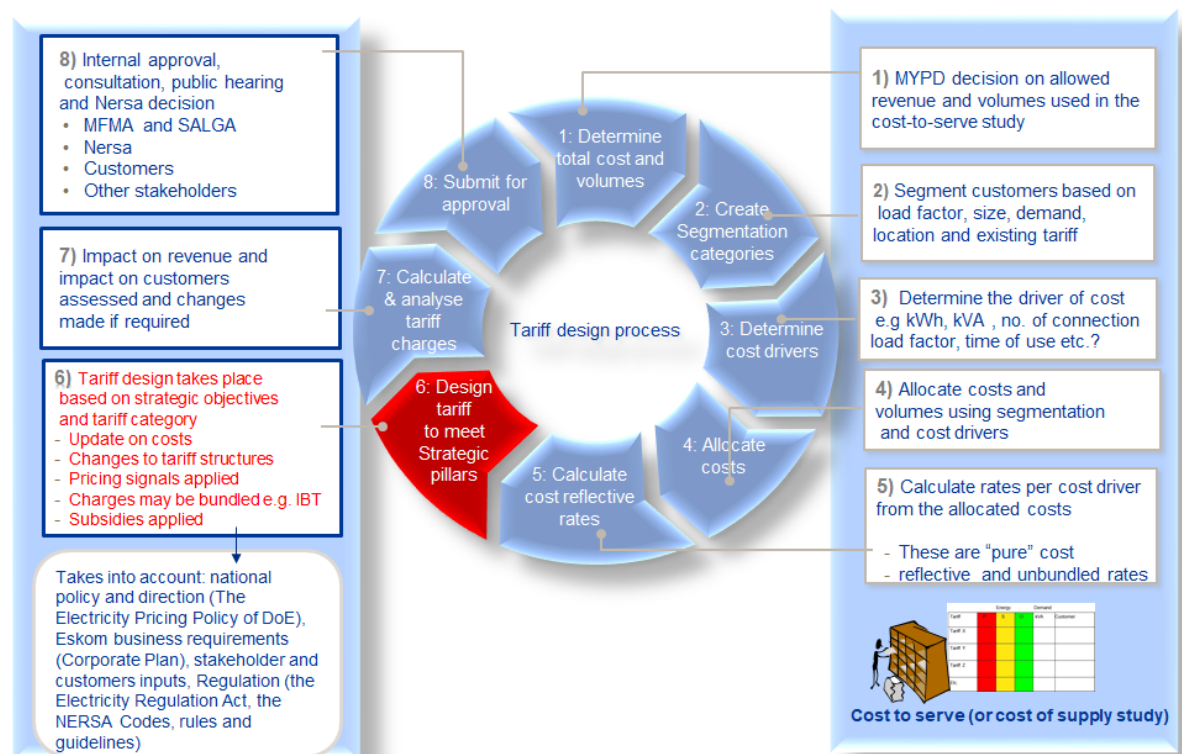 8) Internal approval,
consultation, public hearing
and Nersa decision
• MFMA and SALGA
• Nersa
• Customers
• Other stakeholders
7) Impact on revenue and
impact on customers
assessed and changes
made if required
6) Tariff design takes place
based on strategic objectives
and tariff category
- Update on costs
- Changes to tariff structures
- Pricing signals applied
- Charges may be bundled e.g. IBT
- Subsidies applied
Takes into account: national
policy and direction (The
Electricity Pricing Policy of DoE),
Eskom business requirements
(Corporate Plan), stakeholder and
customers inputs, Regulation (the
Electricity Regulation Act, the
NERSA Codes, rules and
guidelines)
1: Determine
total cost and
volumes
2: Create
Segmentation
categories
3: Determine
cost drivers
4: Allocate
costs
5: Calculate
cost reflective
rates
6: Design
tariff
to meet
Strategic
pillars
7: Calculate
& analyse
tariff
charges
8: Submit for
approval
Tariff design process
1) MYPD decision on allowed
revenue and volumes used in the
cost-to-serve study
2) Segment customers based on
load factor, size, demand,
location and existing tariff
3) Determine the driver of cost
e.g kWh, kVA , no. of connection
load factor, time of use etc.?
4) Allocate costs and
volumes using segmentation
and cost drivers
5) Calculate rates per cost driver
from the allocated costs
- These are “pure” cost
- reflective and unbundled rates
Energy Demand
Tariff P S O kVA Customer
Tariff X
Tariff Y
Tariff Z
Etc
Cost to serve (or cost of supply study)